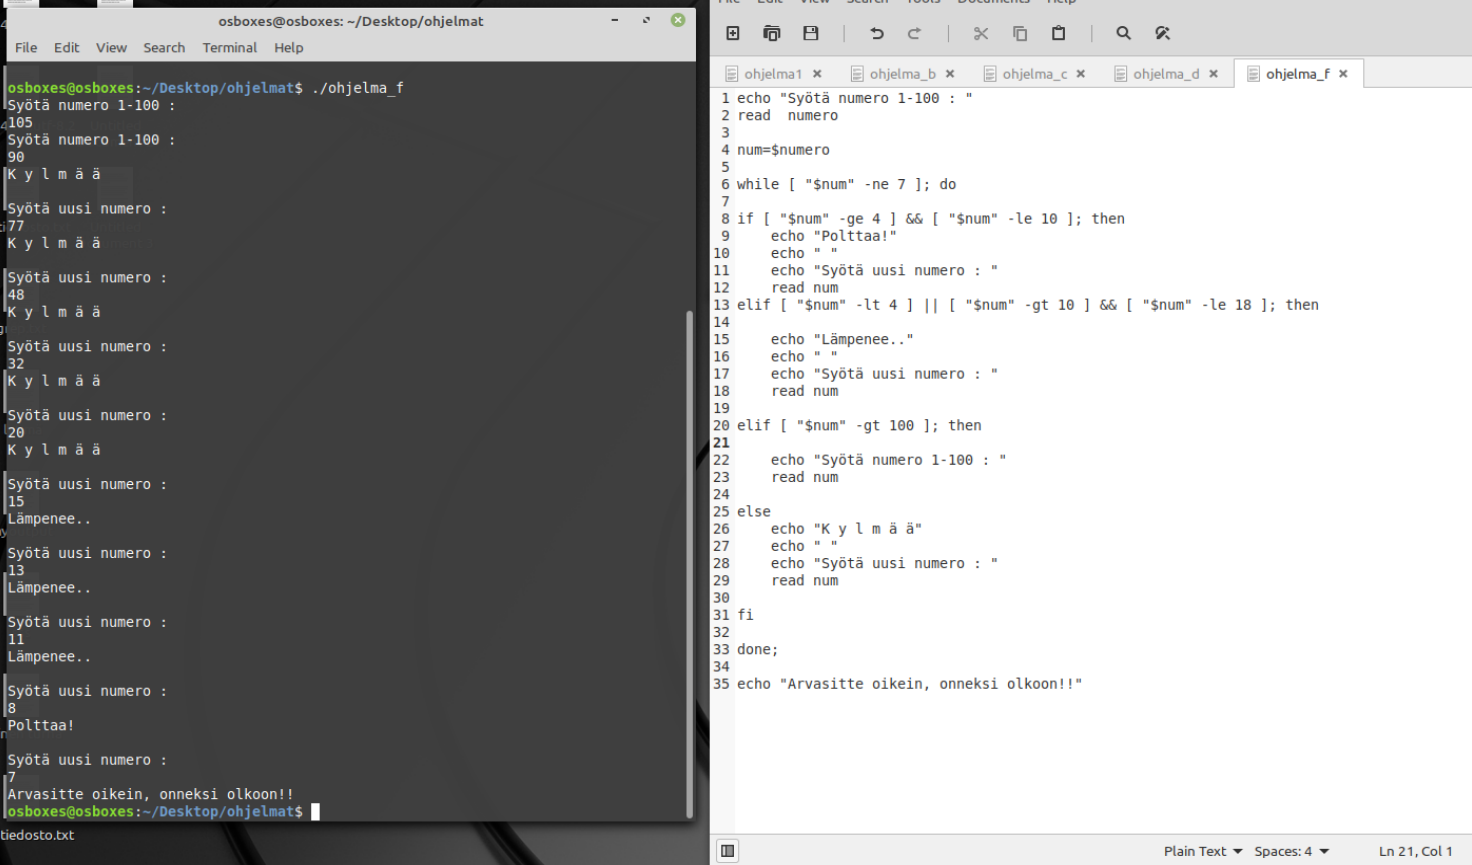 osboxes@osboxes: ~/Desktop/ohjelmat
File Edit View Search Terminal Help
osboxes@osboxes:~/Desktop/ohjelmat$ ./ohjelma_f
Syötä numero 1-100 :
105
Syötä numero 1-100 :
90
K y l m ä ä
Syötä uusi numero :
77
K y l m ä ä
Syötä uusi numero :
48
K y l m ä ä
Syötä uusi numero :
32
K y l m ä ä
Syötä uusi numero :
20
K y l m ä ä
Syötä uusi numero :
15
Lämpenee..
Syötä uusi numero :
13
Lämpenee..
Syötä uusi numero :
11
Lämpenee..
Syötä uusi numero :
8
Polttaa!
Syötä uusi numero :
7
Arvasitte oikein, onneksi olkoon!!
osboxes@osboxes:~/Desktop/ohjelmat$
tiedosto.txt
Edit View Search Tools Documents Help
ohjelma1 ohjelma_b ohjelma_c ohjelma_d ohjelma_f
1 echo "Syötä numero 1-100 : "
2 read  numero
3
4 num=$numero
5
6 while [ "$num" -ne 7 ]; do
7
8 if [ "$num" -ge 4 ] && [ "$num" -le 10 ]; then
9     echo "Polttaa!"
10     echo " "
11     echo "Syötä uusi numero : "
12     read num
13 elif [ "$num" -lt 4 ] || [ "$num" -gt 10 ] && [ "$num" -le 18 ]; then
14
15     echo "Lämpenee.."
16     echo " "
17     echo "Syötä uusi numero : "
18     read num
19
20 elif [ "$num" -gt 100 ]; then
21
22     echo "Syötä numero 1-100 : "
23     read num
24
25 else
26     echo "K y l m ä ä"
27     echo " "
28     echo "Syötä uusi numero : "
29     read num
30
31 fi
32
33 done;
34
35 echo "Arvasitte oikein, onneksi olkoon!!"
Plain Text Spaces: 4 Ln 21, Col 1